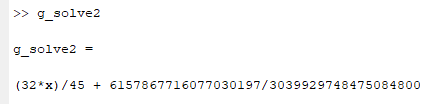 >> g_solve2
g_solve2 =
(32*x)/45 + 6157867716077030197/3039929748475084800